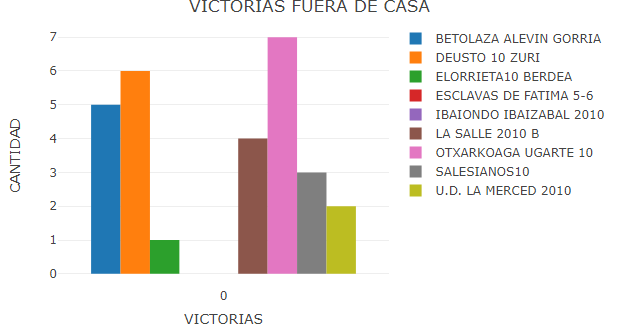 VICTORIAS FUERA DE CASA
7
6
5
4
3
2
1
0
CANTIDAD
0
VICTORIAS
BETOLAZA ALEVIN GORRIA
DEUSTO 10 ZURI
ELORRIETA10 BERDEA
ESCLAVAS DE FATIMA 5-6
IBAIONDO IBAIZABAL 2010
LA SALLE 2010 B
OTXARKOAGA UGARTE 10
SALESIANOS10
U.D. LA MERCED 2010